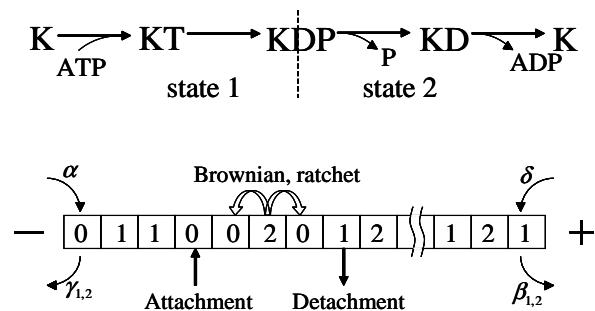 K KT KDP KD K
ATP P ADP
state 1 state 2
α Brownian, ratchet δ
− 0 1 1 0 0 2 0 1 2 1 2 1 +
γ1,2 Attachment Detachment β1,2